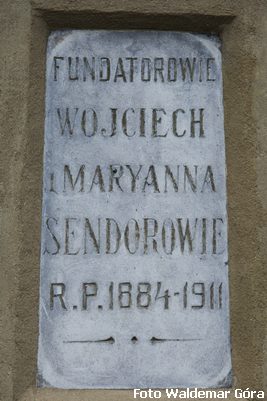 FUNDATOROWIE
WOJCIECH
I MARYANNA
SENDOROWIE
R.P.1884-1911
Foto Waldemar Góra